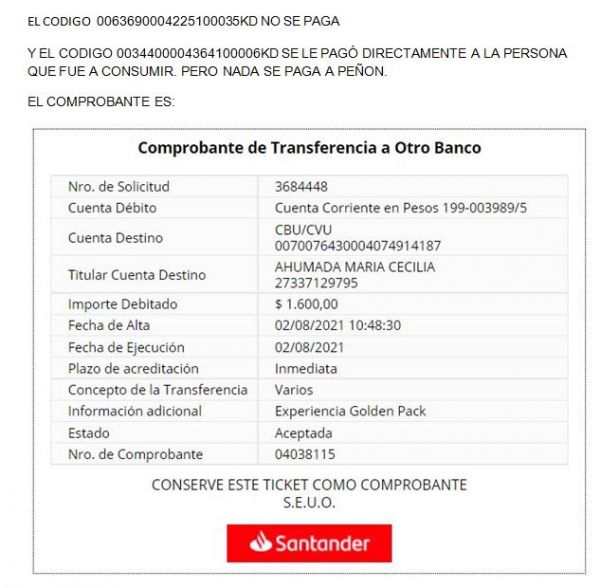 EL CODIGO 0063690004225100035KD NO SE PAGA
Y EL CODIGO 0034400004364100006KD SE LE PAGÓ DIRECTAMENTE A LA PERSONA
QUE FUE A CONSUMIR. PERO NADA SE PAGA A PEÑON.
EL COMPROBANTE ES:
Comprobante de Transferencia a Otro Banco
Nro. de Solicitud 3684448
Cuenta Débito Cuenta Corriente en Pesos 199-003989/5
Cuenta Destino CBU/CVU
0070076430004074914187
Titular Cuenta Destino AHUMADA MARIA CECILIA
27337129795
Importe Debitado $ 1.600,00
Fecha de Alta 02/08/2021 10:48:30
Fecha de Ejecución 02/08/2021
Plazo de acreditación Inmediata
Concepto de la Transferencia Varios
Información adicional Experiencia Golden Pack
Estado Aceptada
Nro. de Comprobante 04038115
CONSERVE ESTE TICKET COMO COMPROBANTE
S.E.U.O.
Santander